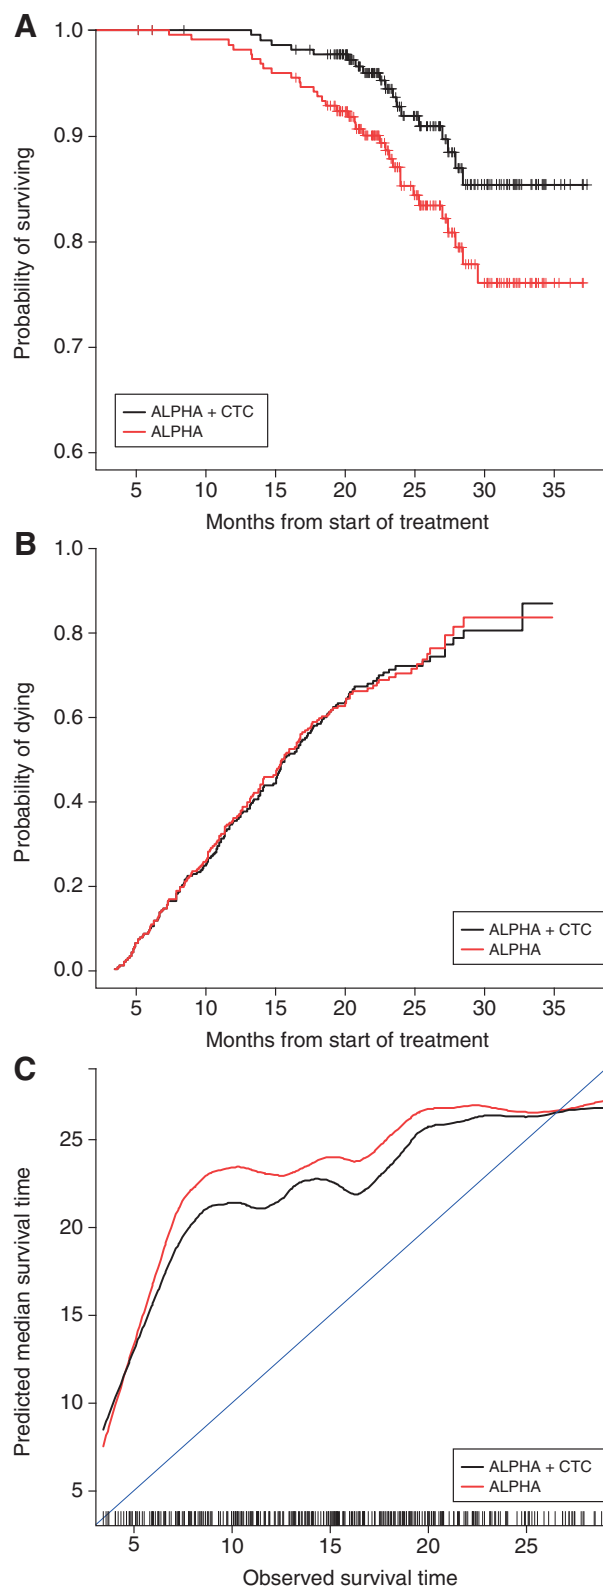 A
Probability of surviving
1.0
0.9
0.8
0.7
0.6
ALPHA + CTC
ALPHA
5 10 15 20 25 30 35
Months from start of treatment
B
Probability of dying
1.0
0.8
0.6
0.4
0.2
0.0
ALPHA + CTC
ALPHA
5 10 15 20 25 30 35
Months from start of treatment
C
Predicted median survival time
25
20
15
10
5
ALPHA + CTC
ALPHA
5 10 15 20 25
Observed survival time